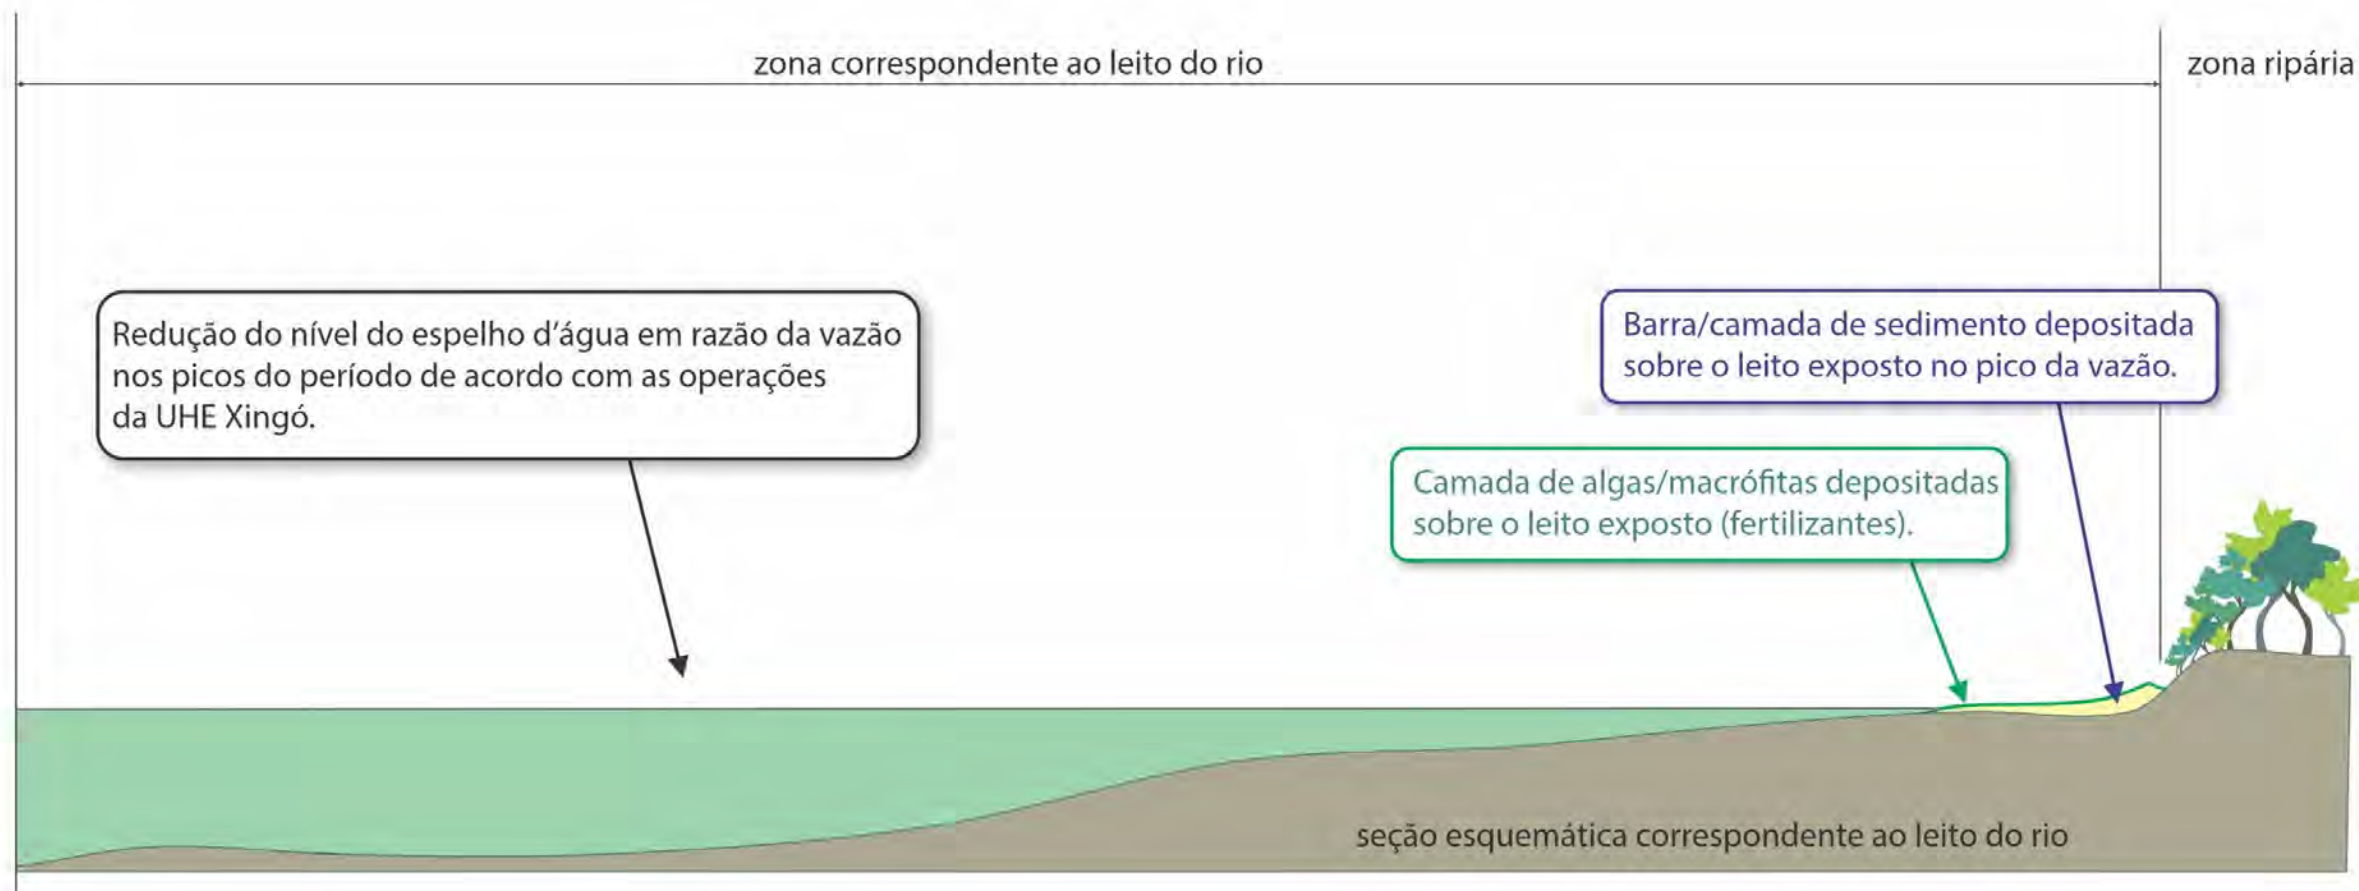 zona correspondente ao leito do rio
zona ripária
Redução do nível do espelho d'água em razão da vazão
nos picos do período de acordo com as operações
da UHE Xingó.
Barra/camada de sedimento depositada
sobre o leito exposto no pico da vazão.
Camada de algas/macrófitas depositadas
sobre o leito exposto (fertilizantes).
seção esquemática correspondente ao leito do rio